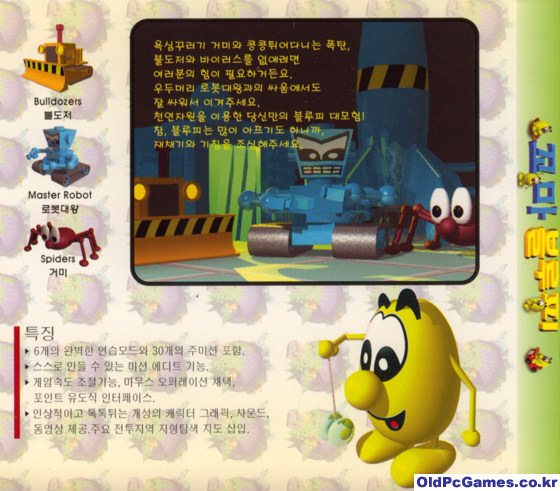 욕심꾸러기 거미와 콩콩튀어다니는 폭탄,
불도저와 바이러스를 없애려면
여러분의 힘이 필요하거든요.
우두머리 로봇대왕과의 싸움에서도
잘 싸워서 이겨주세요.
천연자원을 이용한 당신만의 블루피 대모험!
참, 블루피는 많이 아프기도 하니까,
재채기와 기침을 조심해주세요.
Bulldozers
불도저
Master Robot
로봇대왕
Spiders
거미
특징
▶ 6개의 완벽한 연습모드와 30개의 주미션 포함.
▶ 스스로 만들 수 있는 미션 에디트 기능.
▶ 게임속도 조절기능, 마우스 오퍼레이션 채택,
포인트 유도식 인터페이스.
▶ 인상적이고 톡톡튀는 개성의 캐릭터 그래픽, 사운드,
동영상 제공.주요 전투지역 지형탐색 지도 삽입.
꼬마 블루피
OldPcGames.co.kr